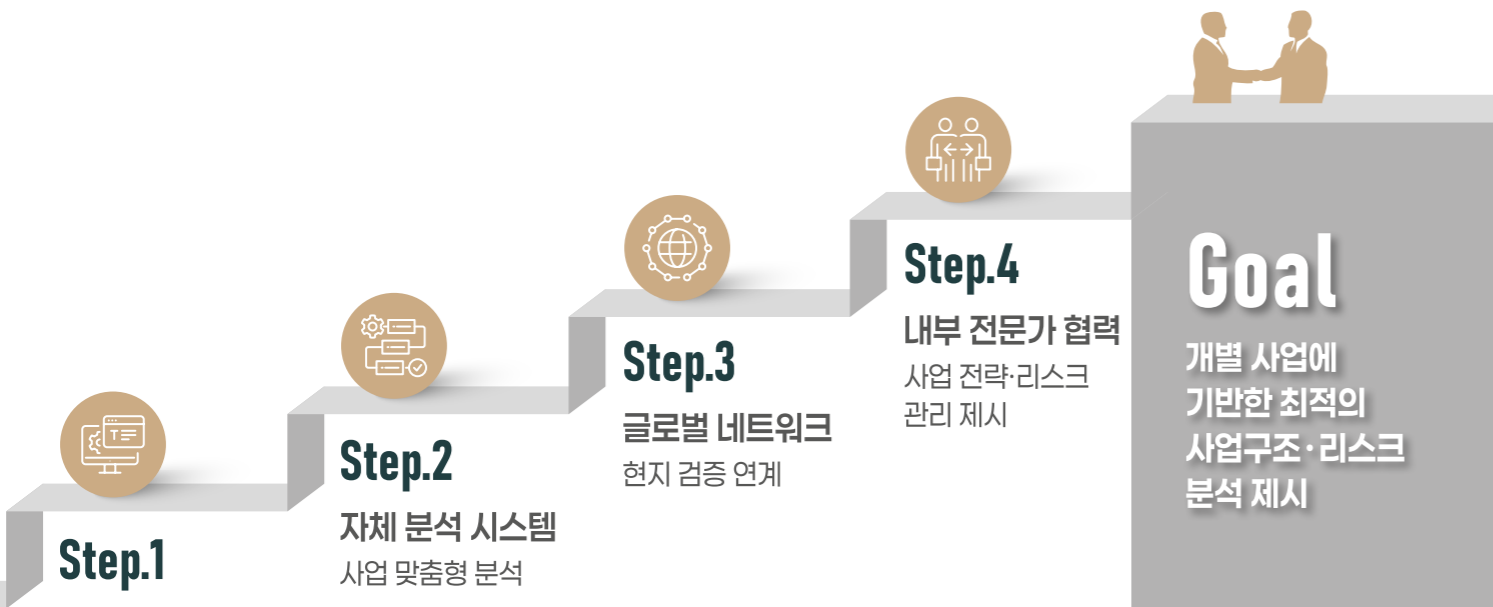 Step.1
Step.2
자체 분석 시스템
사업 맞춤형 분석
Step.3
글로벌 네트워크
현지 검증 연계
Step.4
내부 전문가 협력
사업 전략·리스크
관리 제시
Goal
개별 사업에
기반한 최적의
사업구조·리스크
분석 제시